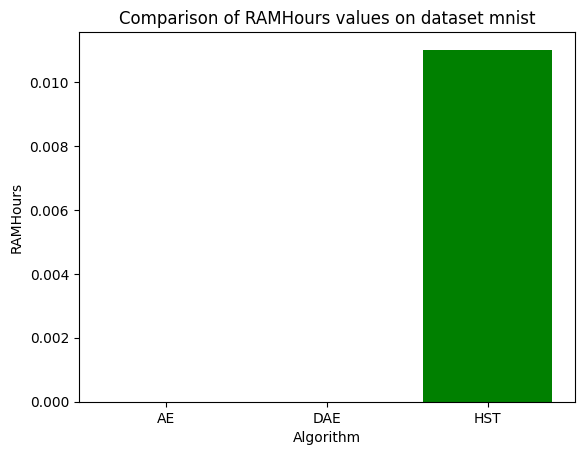 Comparison of RAMHours values on dataset mnist
RAMHours
0.010
0.008
0.006
0.004
0.002
0.000
AE DAE HST
Algorithm